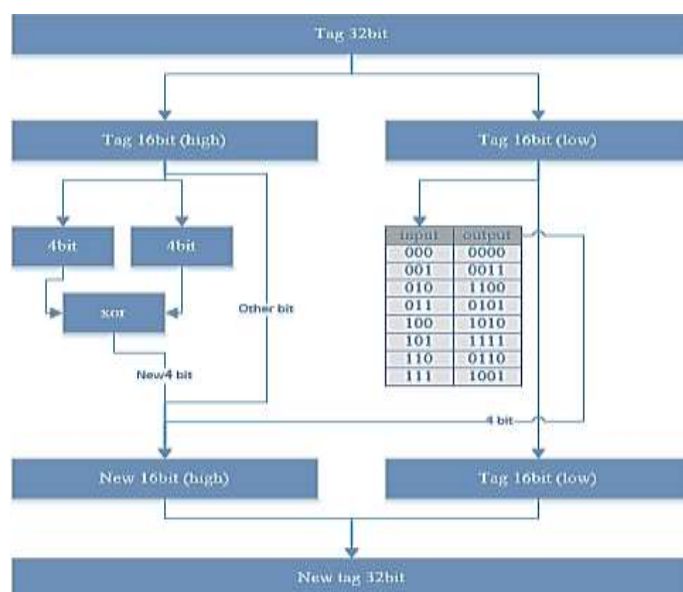 Tag 32bit
Tag 16bit (high)
Tag 16bit (low)
4bit
4bit
xor
Other bit
New4 bit
input output
000 0000
001 0011
010 1100
011 0101
100 1010
101 1111
110 0110
111 1001
4 bit
New 16bit (high)
Tag 16bit (low)
New tag 32bit